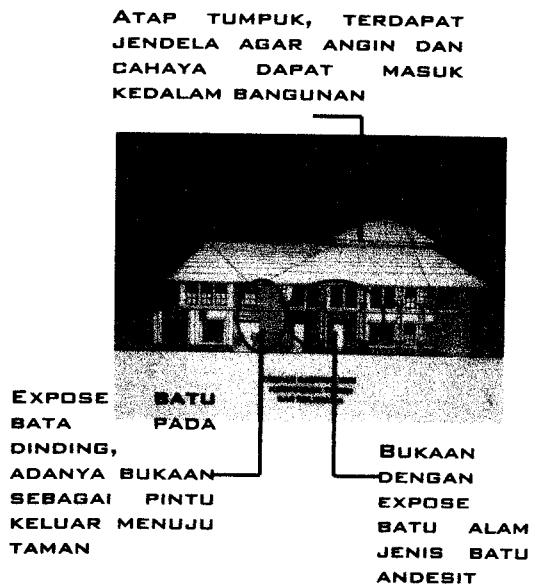 ATAP TUMPUK, TERDAPAT
JENDELA AGAR ANGIN DAN
CAHAYA DAPAT MASUK
KEDALAM BANGUNAN
EXPOSE BATU
BATA PADA
DINDING,
ADANYA BUKAAN
SEBAGAI PINTU
KELUAR MENUJU
TAMAN
BUKAAN
DENGAN
EXPOSE
BATU ALAM
JENIS BATU
ANDESIT